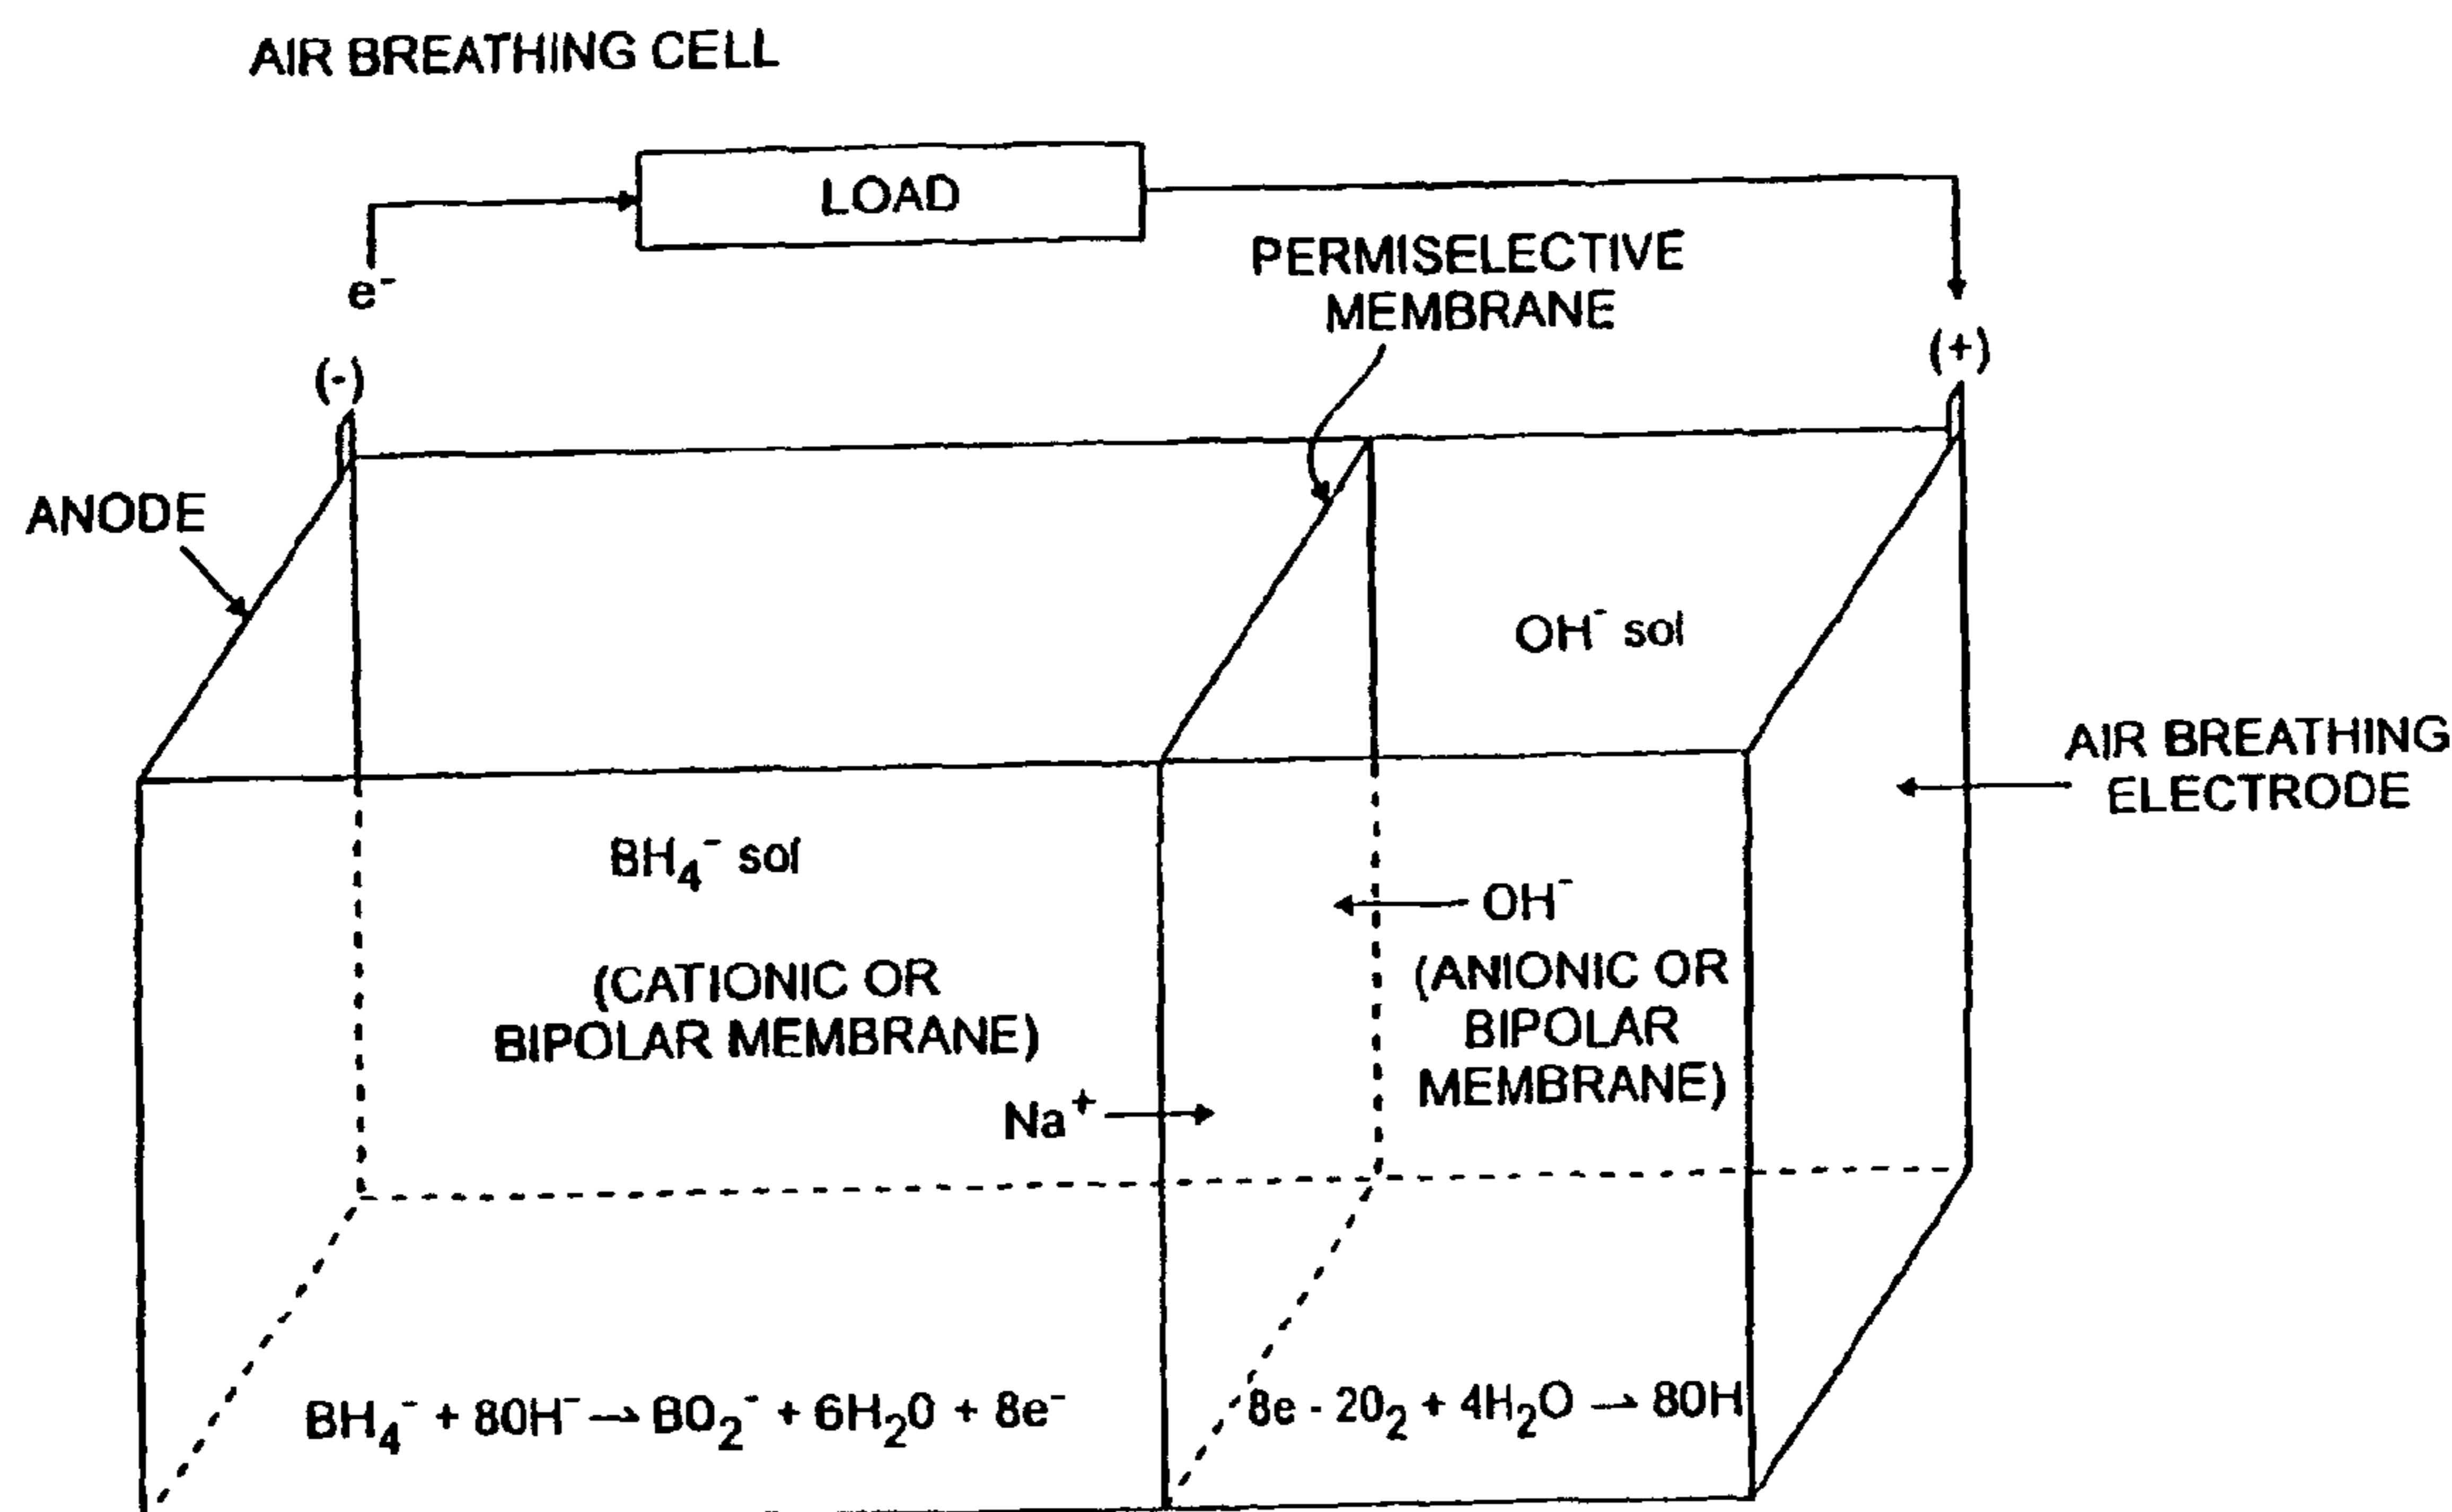 AIR BREATHING CELL
LOAD
PERMISELECTIVE
MEMBRANE
e⁻
(-)
(+)
ANODE
OH⁻ sol
AIR BREATHING
ELECTRODE
BH₄⁻ sol
OH⁻
(CATIONIC OR
BIPOLAR MEMBRANE)
(ANIONIC OR
BIPOLAR
MEMBRANE)
Na⁺
BH₄⁻ + 8OH⁻ → BO₂⁻ + 6H₂O + 8e⁻
8e - 2O₂ + 4H₂O → 8OH